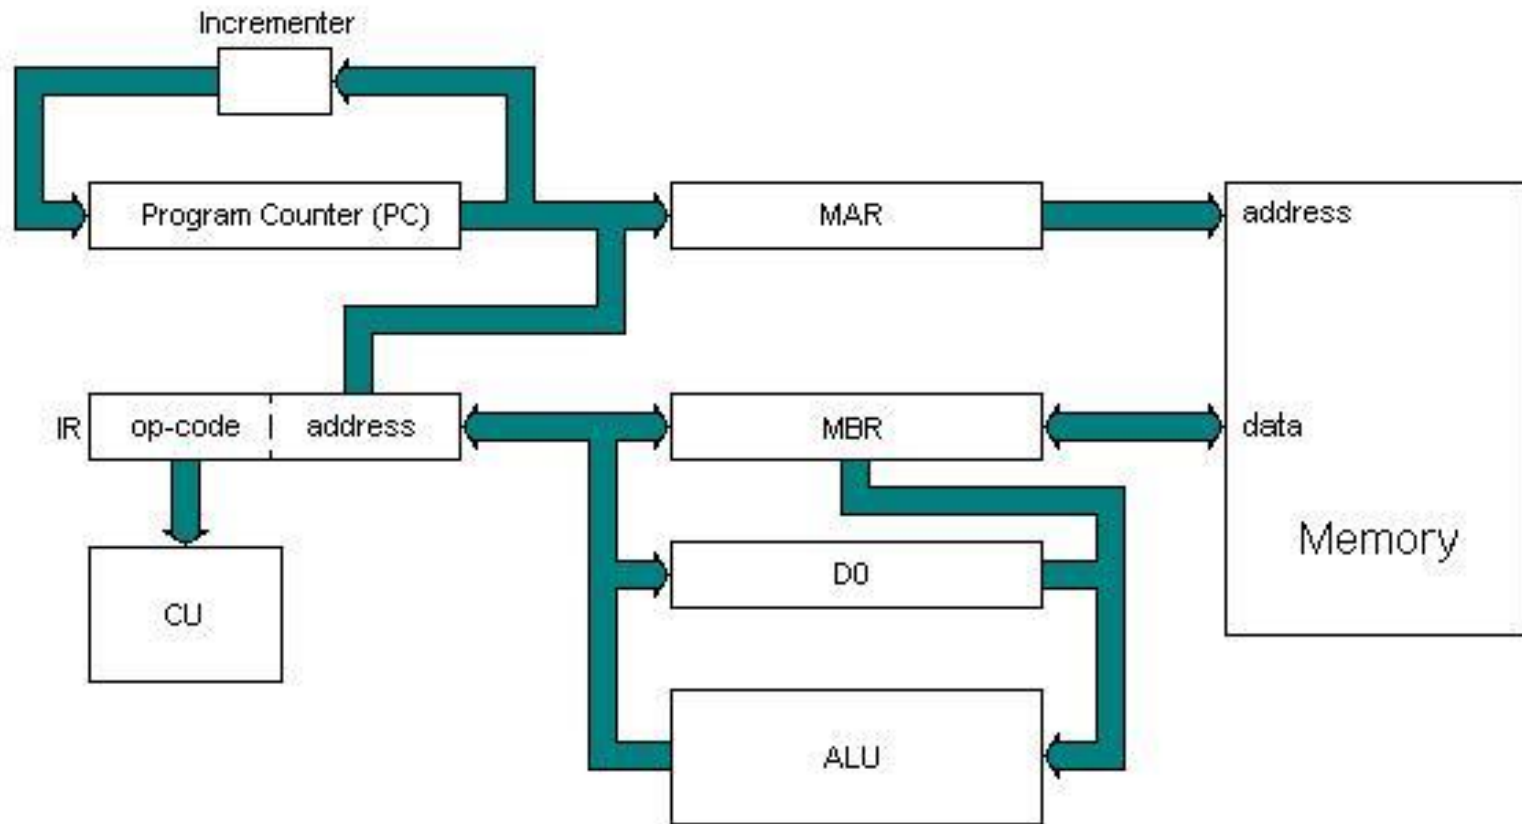 Incrementer
Program Counter (PC)
MAR
address
IR
op-code
address
MBR
data
Memory
D0
CU
ALU